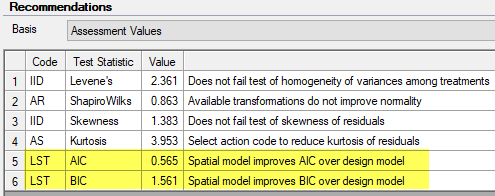 Recommendations
Basis Assessment Values
Code Test Statistic Value
1 IID Levene's 2.361 Does not fail test of homogeneity of variances among treatments
2 AR ShapiroWilks 0.863 Available transformations do not improve normality
3 IID Skewness 1.383 Does not fail test of skewness of residuals
4 AS Kurtosis 3.953 Select action code to reduce kurtosis of residuals
5 LST AIC 0.565 Spatial model improves AIC over design model
6 LST BIC 1.561 Spatial model improves BIC over design model